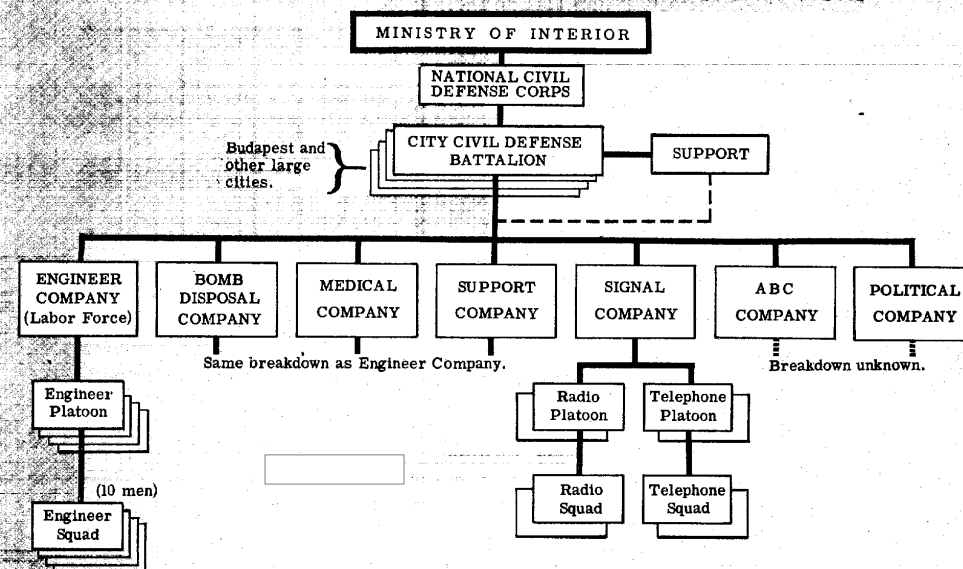 MINISTRY OF INTERIOR
NATIONAL CIVIL
DEFENSE CORPS
CITY CIVIL DEFENSE
BATTALION
SUPPORT
Budapest and
other large
cities.
ENGINEER
COMPANY
(Labor Force)
BOMB
DISPOSAL
COMPANY
MEDICAL
COMPANY
SUPPORT
COMPANY
SIGNAL
COMPANY
ABC
COMPANY
POLITICAL
COMPANY
Same breakdown as Engineer Company.
Breakdown unknown.
Engineer
Platoon
Radio
Platoon
Telephone
Platoon
(10 men)
Engineer
Squad
Radio
Squad
Telephone
Squad